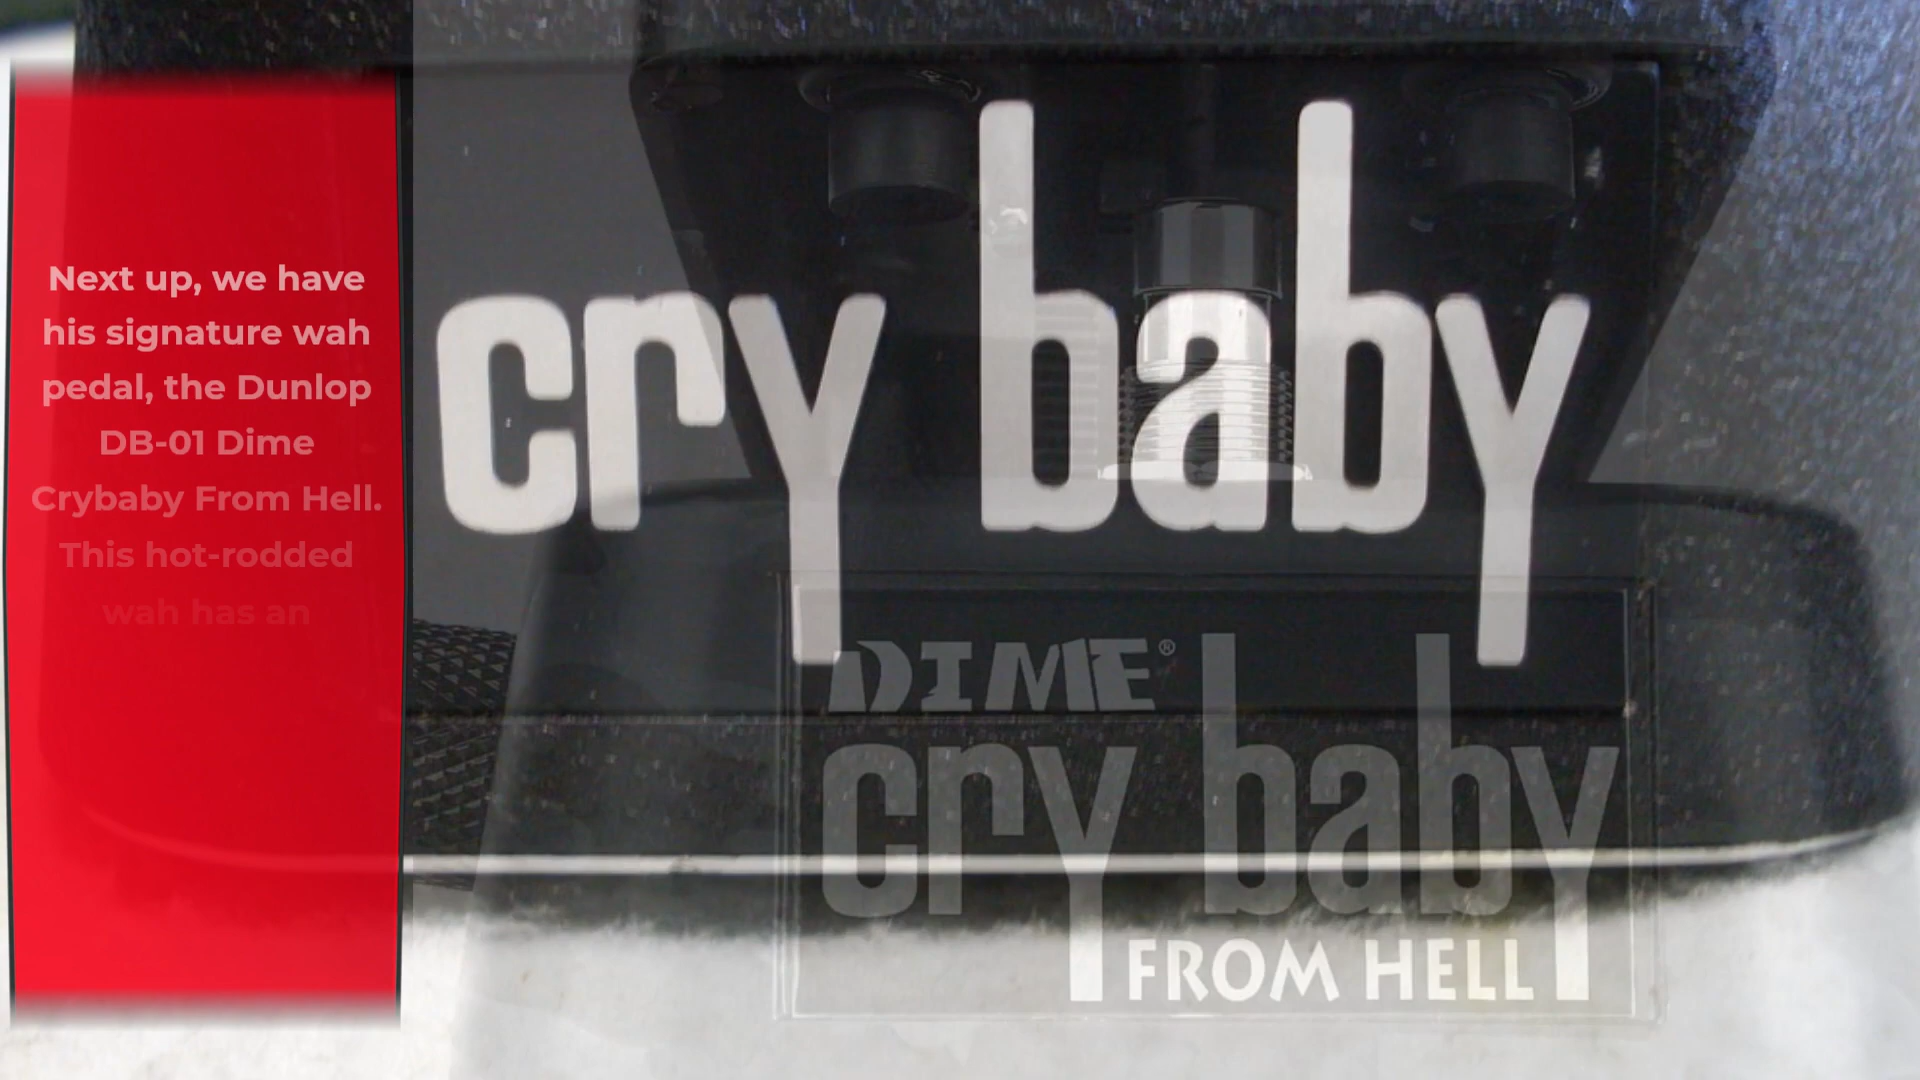 Next up, we have
his signature wah
pedal, the Dunlop
DB-01 Dime
Crybaby From Hell.
This hot-rodded
wah has an
cry baby
DIME®
cry baby
FROM HELL